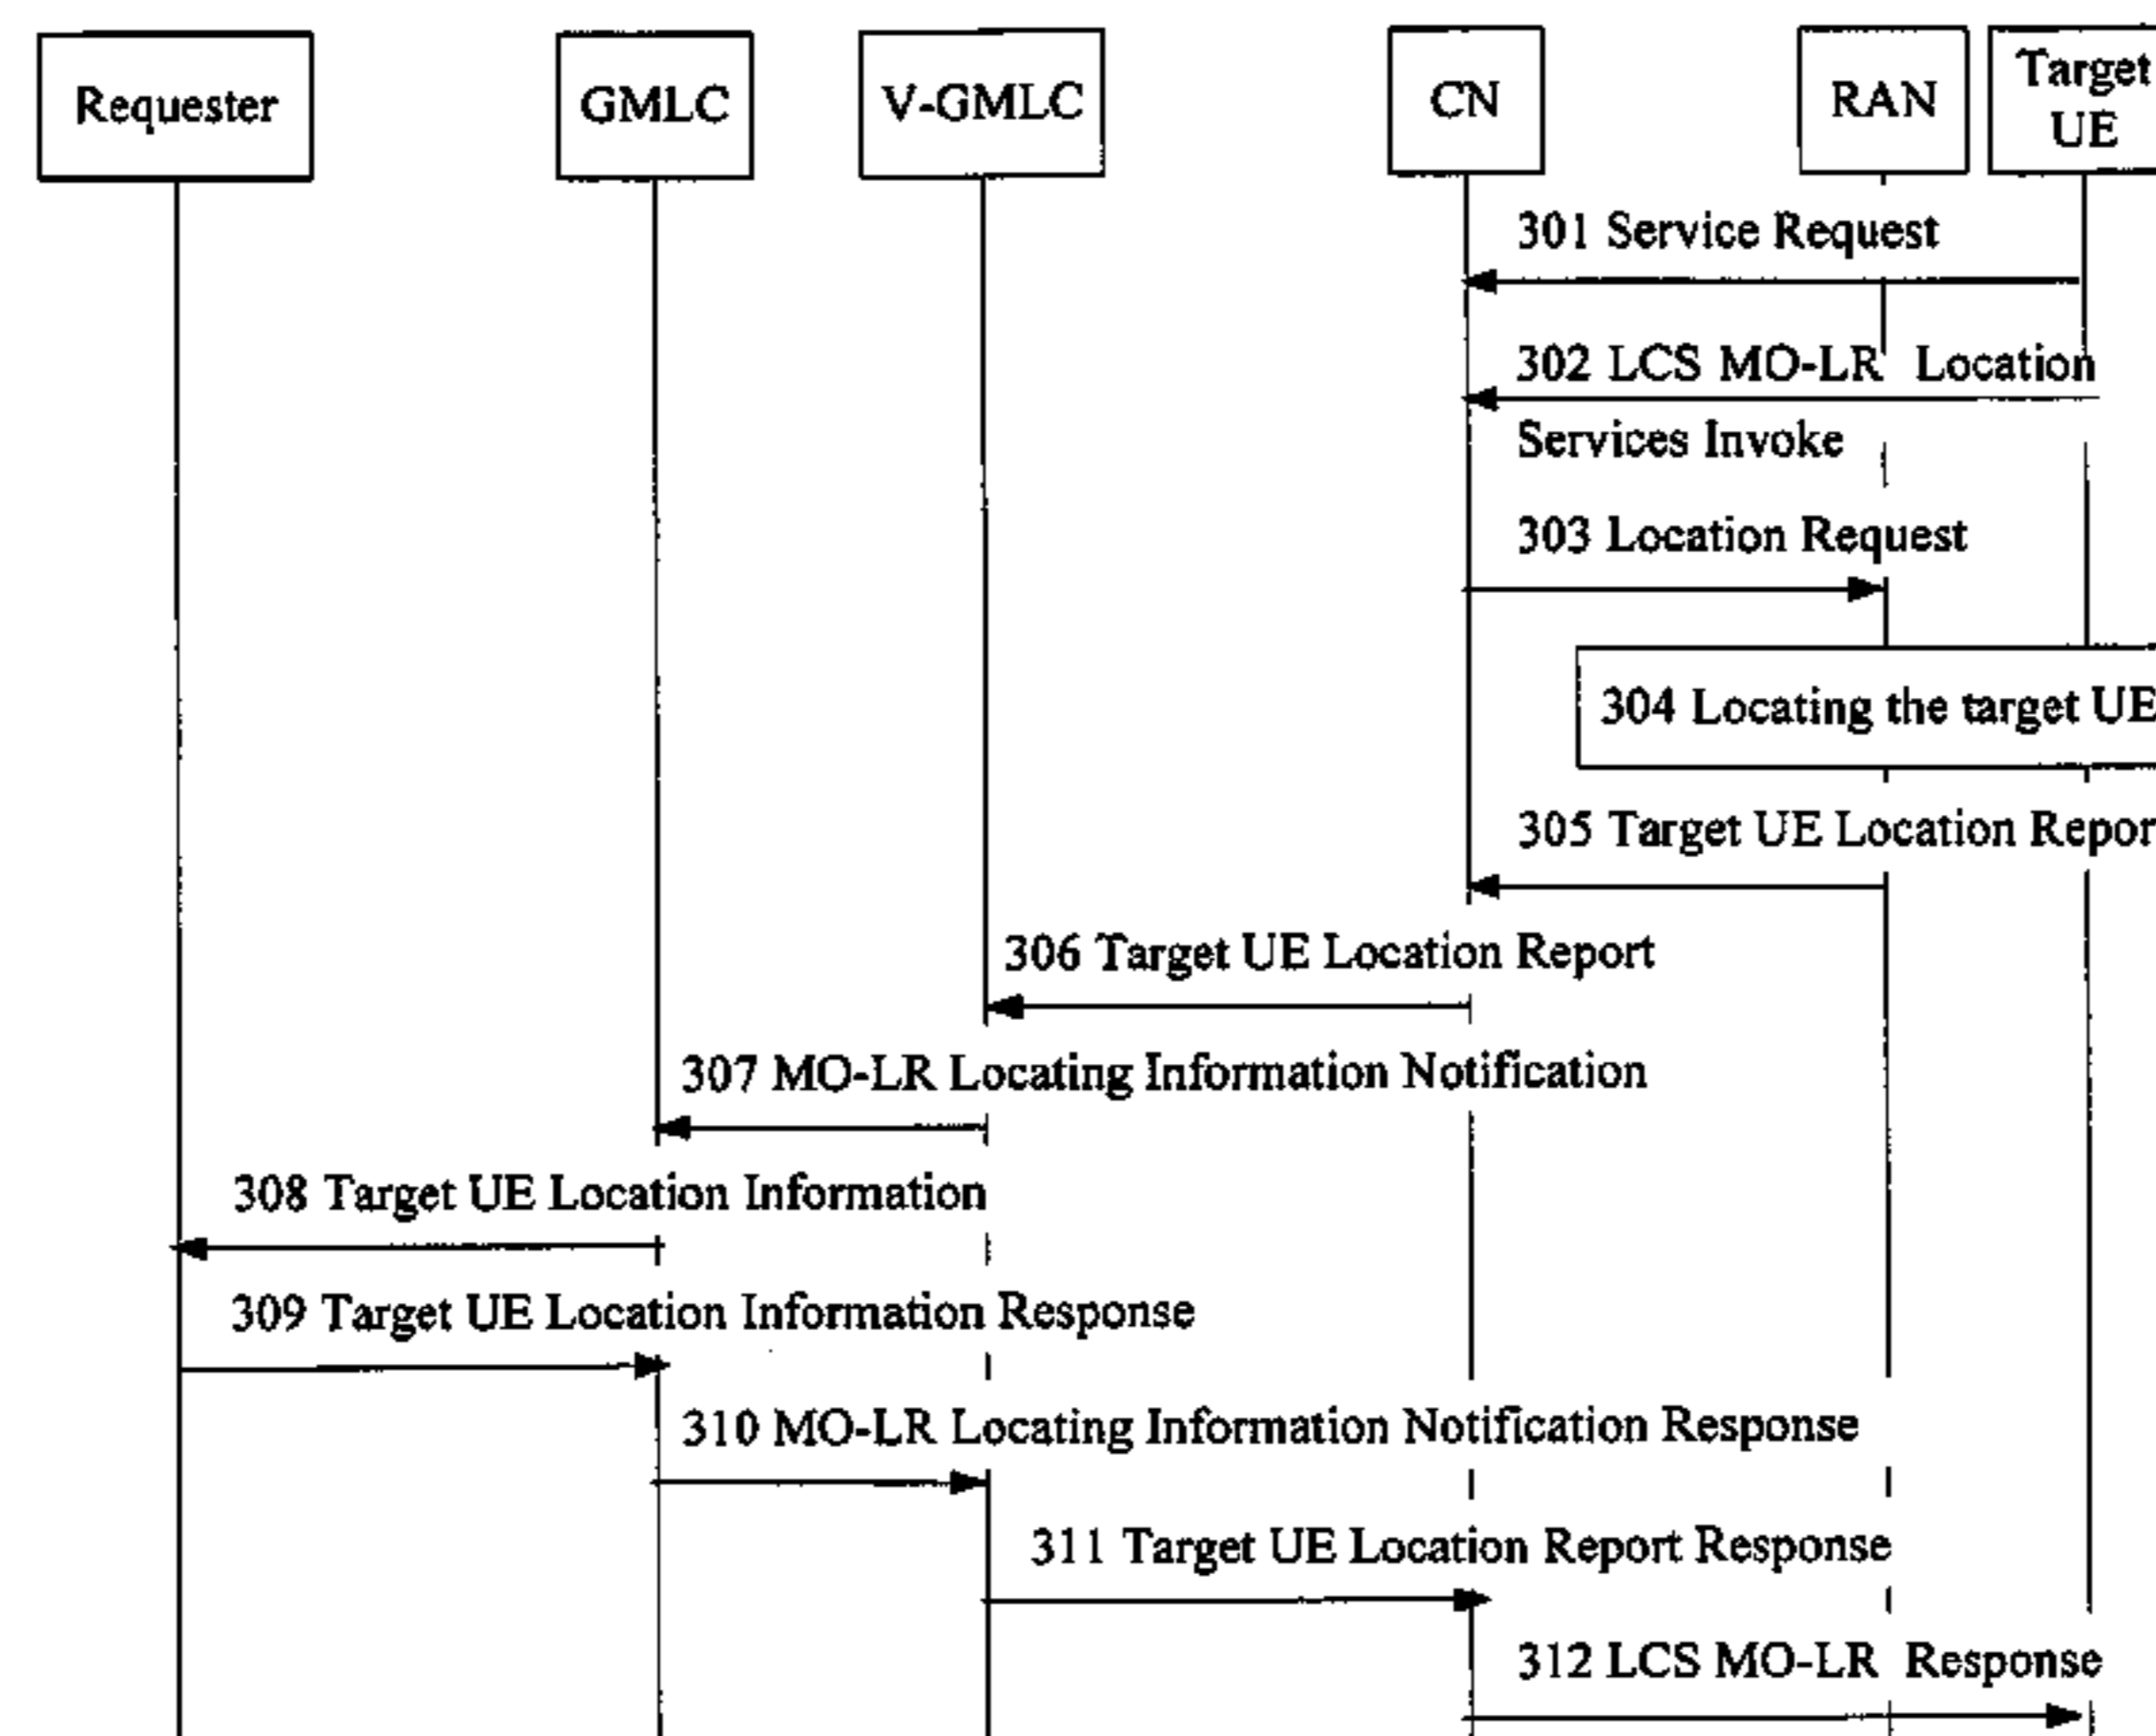 Requester
GMLC
V-GMLC
CN
RAN
Target
UE
301 Service Request
302 LCS MO-LR Location
Services Invoke
303 Location Request
304 Locating the target UE
305 Target UE Location Repor
306 Target UE Location Report
307 MO-LR Locating Information Notification
308 Target UE Location Information
309 Target UE Location Information Response
310 MO-LR Locating Information Notification Response
311 Target UE Location Report Response
312 LCS MO-LR Response